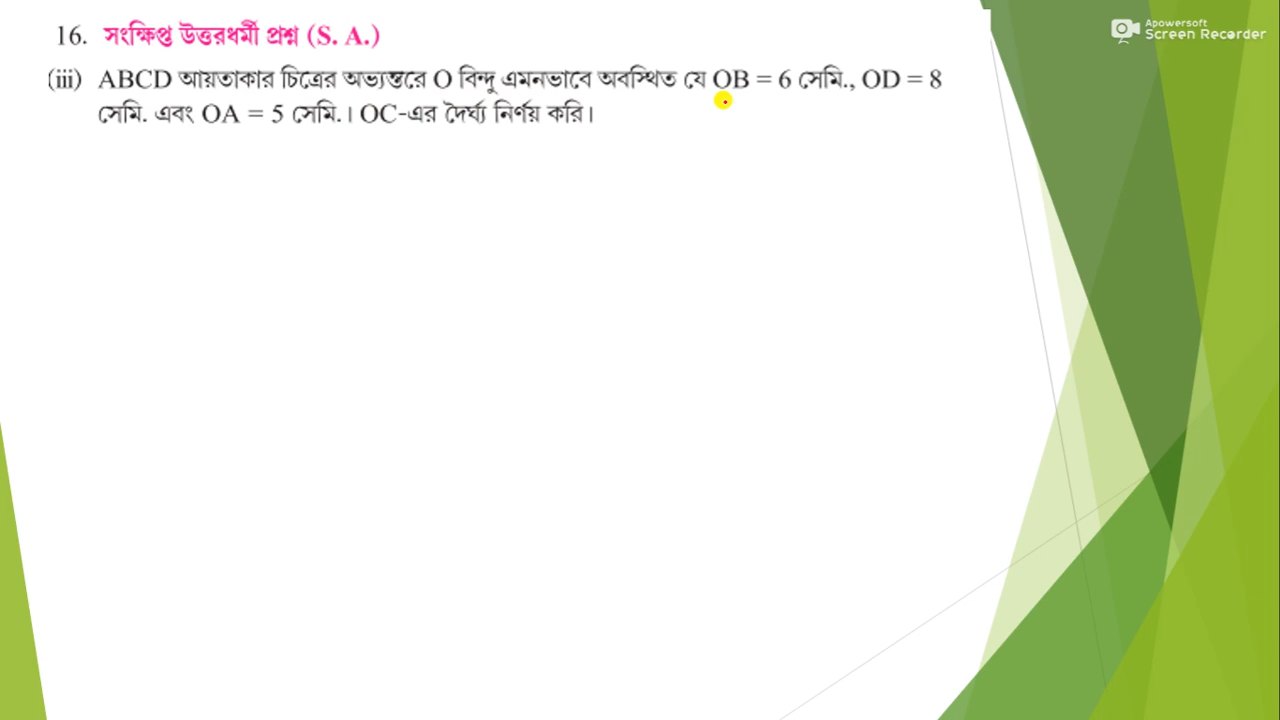 16. সংক্ষিপ্ত উত্তরধর্মী প্রশ্ন (S. A.)
(iii) ABCD আয়তাকার চিত্রের অভ্যন্তরে O বিন্দু এমনভাবে অবস্থিত যে OB = 6 সেমি., OD = 8
সেমি. এবং OA = 5 সেমি.। OC-এর দৈর্ঘ্য নির্ণয় করি।
Apowersoft
Screen Recorder